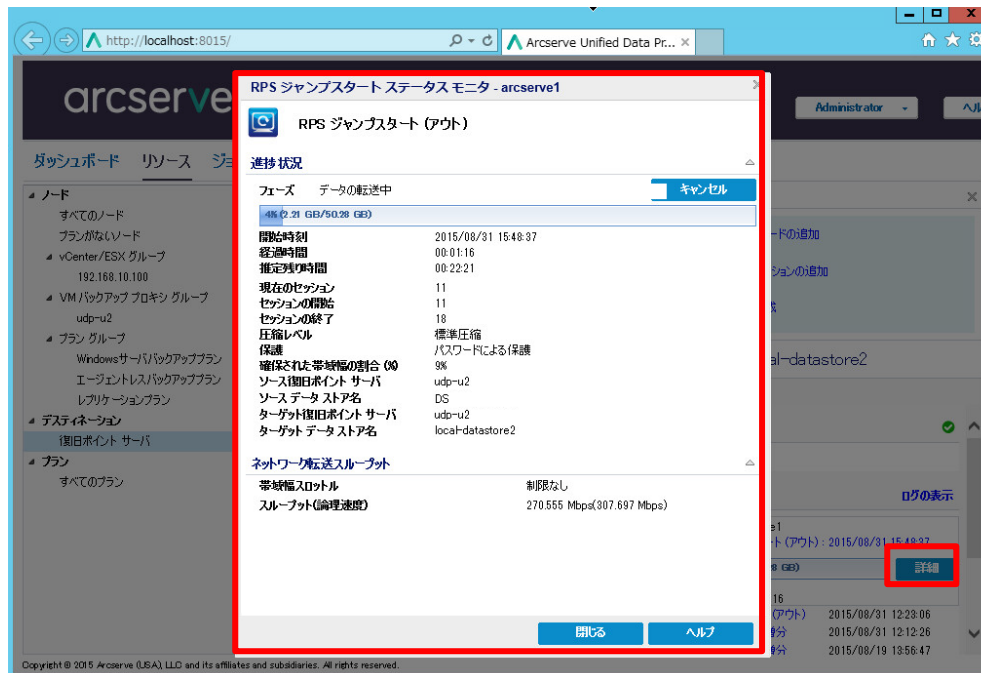 http://localhost:8015/
Arcserve Unified Data Pr...
arcserve
Administrator
ダッシュボード リソース
ノード
すべてのノード
プランがないノード
vCenter/ESX グループ
192.168.10.100
VM バックアップ プロキシ グループ
udp-u2
プラン グループ
Windowsサーババックアッププラン
エージェントレスバックアッププラン
レプリケーションプラン
デスティネーション
復旧ポイント サーバ
プラン
すべてのプラン
RPS ジャンプスタート ステータス モニタ - arcserve1
RPS ジャンプスタート (アウト)
進捗状況
フェーズ データの転送中 キャンセル
4% (2.21 GB/50.28 GB)
開始時刻 2015/08/31 15:48:37
経過時間 00:01:16
推定残り時間 00:22:21
現在のセッション 11
セッションの開始 11
セッションの終了 18
圧縮レベル 標準圧縮
保護 パスワードによる保護
確保された帯域幅の割合 (%) 9%
ソース復旧ポイント サーバ udp-u2
ソース データ ストア名 DS
ターゲット復旧ポイント サーバ udp-u2
ターゲット データ ストア名 local-datastore2
ネットワーク転送スループット
帯域幅スロットル 制限なし
スループット(論理速度) 270.555 Mbps(307.697 Mbps)
閉じる ヘルプ
ードの追加
ションの追加
al-datastore2
ログの表示
e1
ート (アウト) : 2015/08/31 15:48:37
28 GB) 詳細
16
(アウト) 2015/08/31 12:23:06
増分 2015/08/31 12:12:26
増分 2015/08/19 13:56:47
Copyright © 2015 Arcserve (USA), LLC and its affiliates and subsidiaries. All rights reserved.